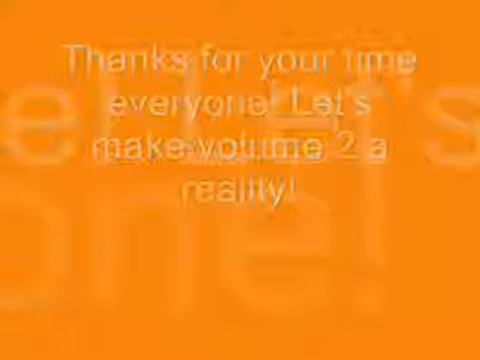 Thanks for your time
everyone! Let's
make volume 2 a
reality!